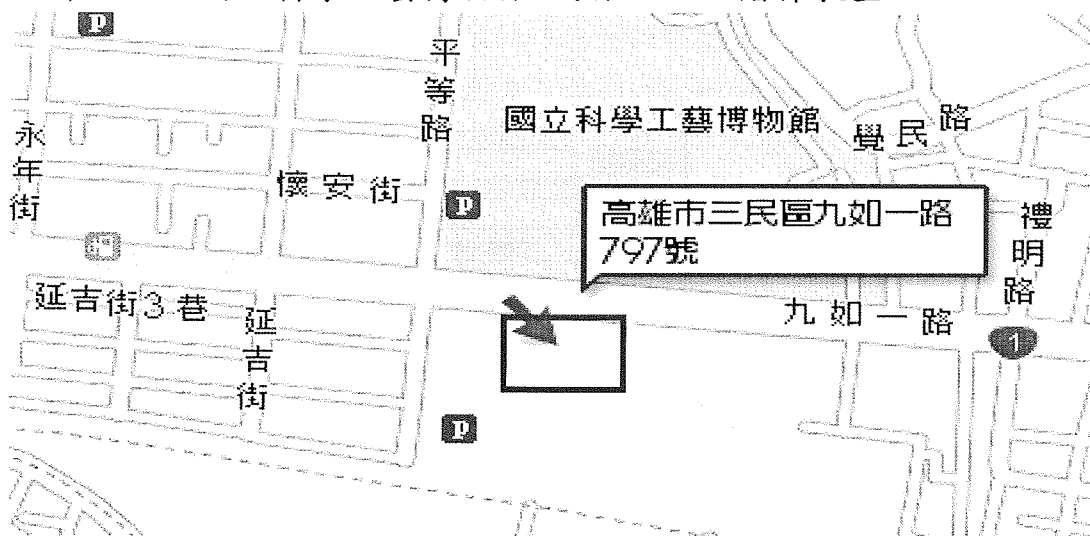 P
平等路
國立科學工藝博物館
覺民路
永年街
懷安街
P
高雄市三民區九如一路
797號
禮明路
延吉街3巷
延吉街
九如一路
1
P